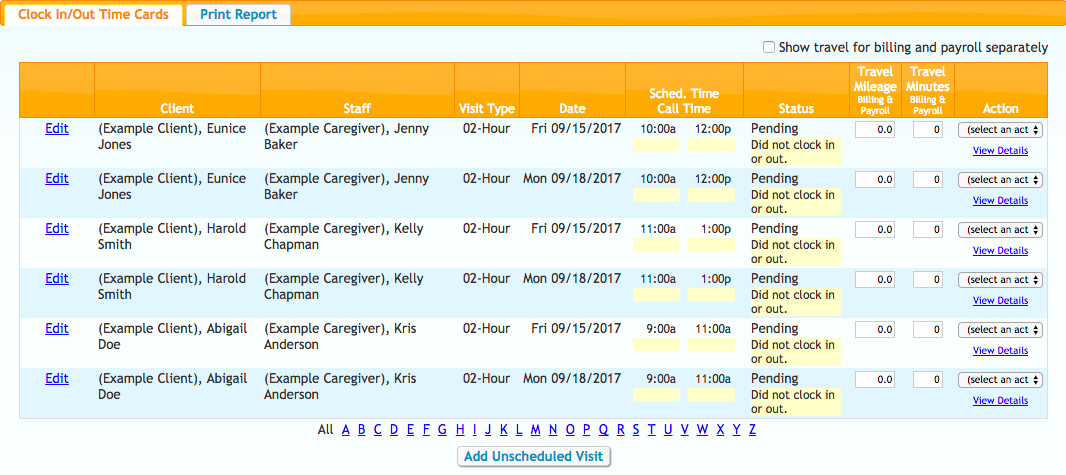 Clock In/Out Time Cards Print Report
Show travel for billing and payroll separately
Client Staff Visit Type Date Sched. Time Call Time Status Travel Mileage Billing & Payroll Travel Minutes Billing & Payroll Action
Edit (Example Client), Eunice (Example Caregiver), Jenny 02-Hour Fri 09/15/2017 10:00a 12:00p Pending 0.0 0 (select an act
Jones Baker Did not clock in View Details
or out.
Edit (Example Client), Eunice (Example Caregiver), Jenny 02-Hour Mon 09/18/2017 10:00a 12:00p Pending 0.0 0 (select an act
Jones Baker Did not clock in View Details
or out.
Edit (Example Client), Harold (Example Caregiver), Kelly 02-Hour Fri 09/15/2017 11:00a 1:00p Pending 0.0 0 (select an act
Smith Chapman Did not clock in View Details
or out.
Edit (Example Client), Harold (Example Caregiver), Kelly 02-Hour Mon 09/18/2017 11:00a 1:00p Pending 0.0 0 (select an act
Smith Chapman Did not clock in View Details
or out.
Edit (Example Client), Abigail (Example Caregiver), Kris 02-Hour Fri 09/15/2017 9:00a 11:00a Pending 0.0 0 (select an act
Doe Anderson Did not clock in View Details
or out.
Edit (Example Client), Abigail (Example Caregiver), Kris 02-Hour Mon 09/18/2017 9:00a 11:00a Pending 0.0 0 (select an act
Doe Anderson Did not clock in View Details
or out.
All A B C D E F G H I J K L M N O P Q R S T U V W X Y Z
Add Unscheduled Visit